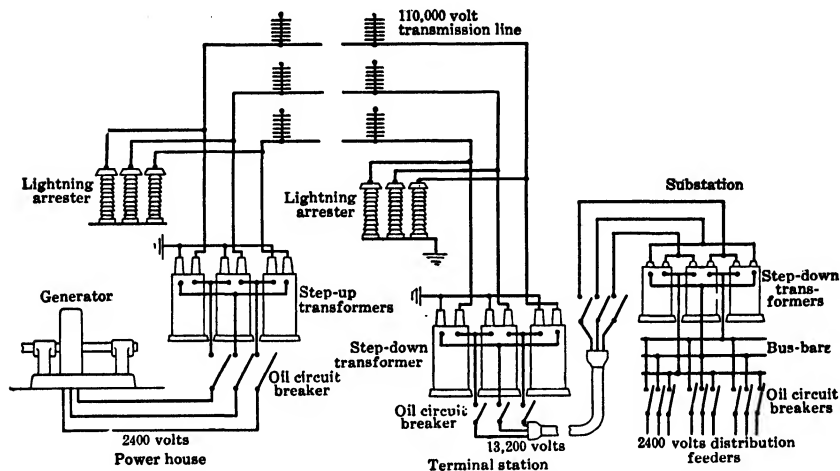 110,000 volt
transmission line
Lightning
arrester
Lightning
arrester
Substation
Generator
Step-up
transformers
Step-down
trans-
formers
Step-down
transformer
Bus-barz
Oil circuit
breaker
Oil circuit
breaker
Oil circuit
breakers
2400 volts
13,200 volts
2400 volts distribution
feeders
Power house
Terminal station